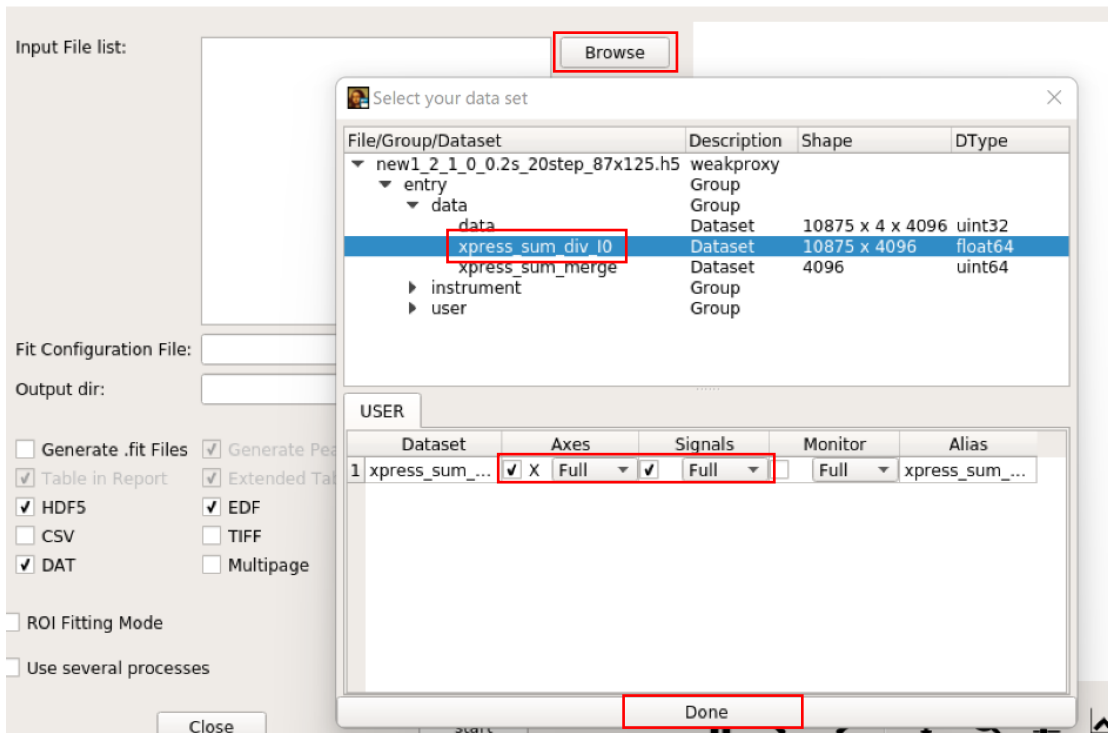 Input File list:
Browse
Select your data set
File/Group/Dataset Description Shape DType
new1_2_1_0_0.2s_20step_87x125.h5 weakproxy
entry Group
data Group
data Dataset 10875 x 4 x 4096 uint32
xpress_sum_div_I0 Dataset 10875 x 4096 float64
xpress_sum_merge Dataset 4096 uint64
instrument Group
user Group
Fit Configuration File:
Output dir:
USER
Dataset Axes Signals Monitor Alias
1 xpress_sum_... X Full Full Full xpress_sum_...
Generate .fit Files Generate Pea
Table in Report Extended Tab
HDF5 EDF
CSV TIFF
DAT Multipage
ROI Fitting Mode
Use several processes
Done
Close